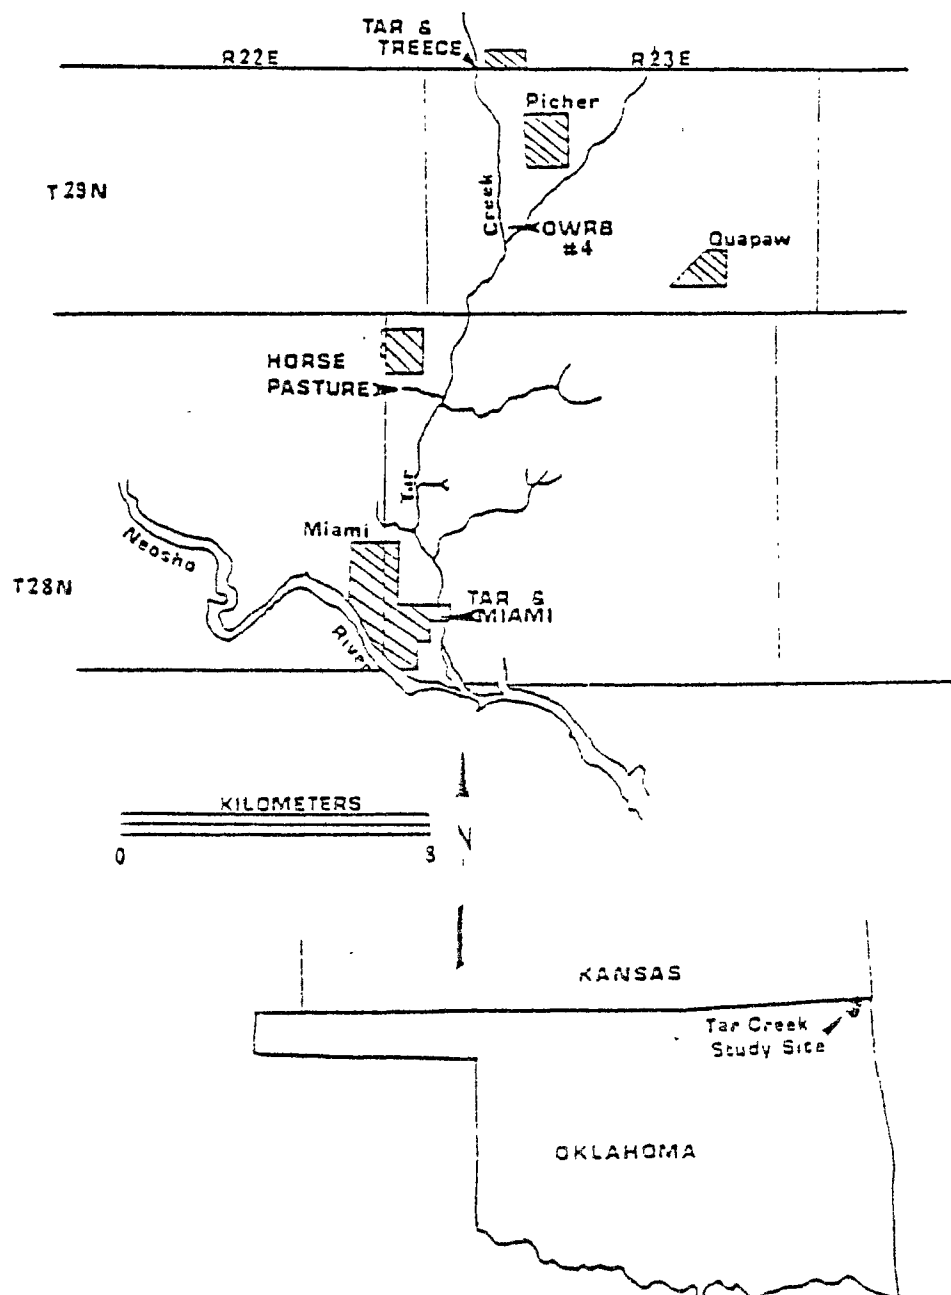 TAR &
TREECE
R22E
R23E
Picher
T29N
Creek
OWRB
#4
Quapaw
HORSE
PASTURE
Tar
Miami
Neosho
T28N
TAR &
MIAMI
River
KILOMETERS
0
8
N
KANSAS
Tar Creek
Study Site
OKLAHOMA